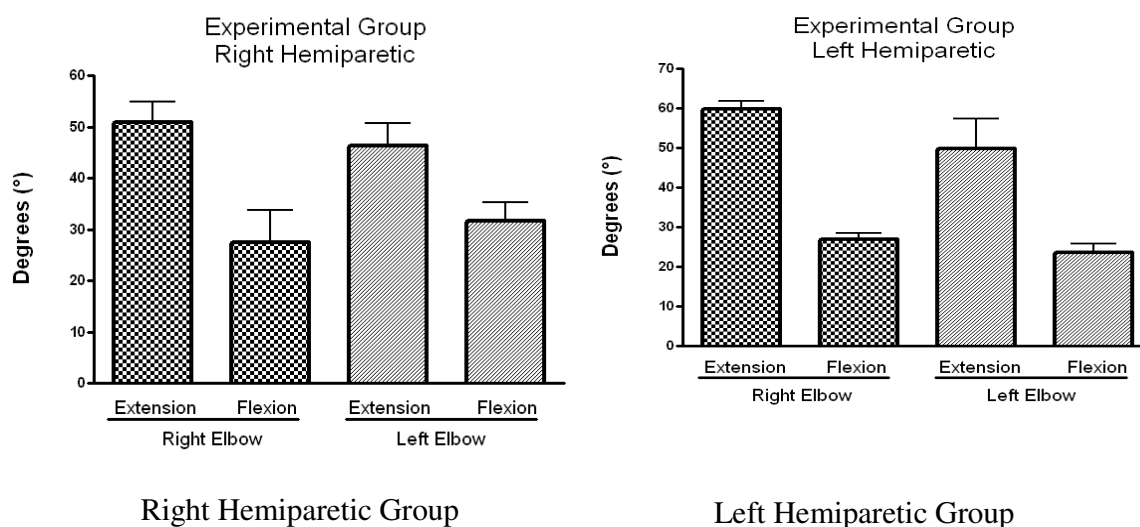 Experimental Group
Right Hemiparetic
60
50
40
30
20
10
0
Degrees (°)
Extension Flexion Extension Flexion
Right Elbow Left Elbow
Right Hemiparetic Group
Experimental Group
Left Hemiparetic
70
60
50
40
30
20
10
0
Degrees (°)
Extension Flexion Extension Flexion
Right Elbow Left Elbow
Left Hemiparetic Group